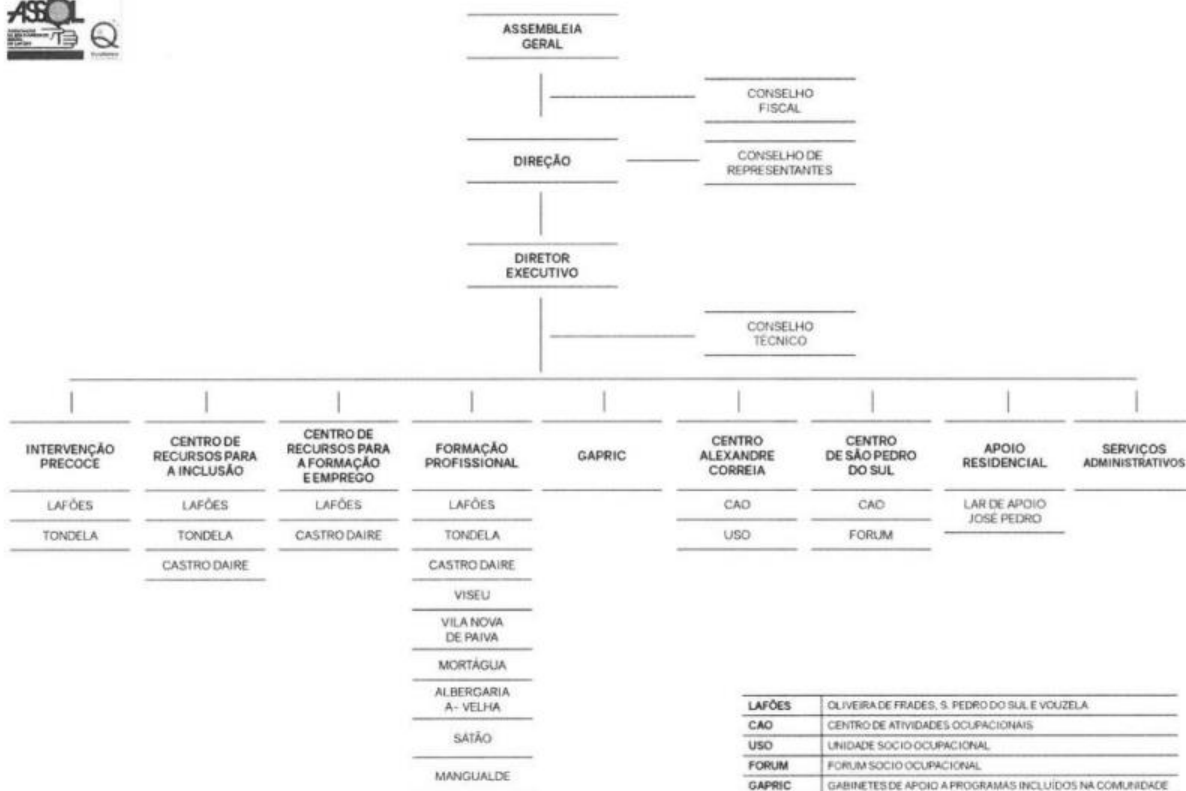 ASSOL
ASSEMBLEIA
GERAL
CONSELHO
FISCAL
DIREÇÃO
CONSELHO DE
REPRESENTANTES
DIRETOR
EXECUTIVO
CONSELHO
TÉCNICO
INTERVENÇÃO
PRECOCE
LAFÕES
TONDELA
CENTRO DE
RECURSOS PARA
A INCLUSÃO
LAFÕES
TONDELA
CASTRO DAIRE
CENTRO DE
RECURSOS PARA
A FORMAÇÃO
E EMPREGO
LAFÕES
CASTRO DAIRE
FORMAÇÃO
PROFISSIONAL
LAFÕES
TONDELA
CASTRO DAIRE
VISEU
VILA NOVA
DE PAIVA
MORTÁGUA
ALBERGARIA
A- VELHA
SÁTÃO
MANGUALDE
GAPRIC
CENTRO
ALEXANDRE
CORREIA
CAO
USO
CENTRO
DE SÃO PEDRO
DO SUL
CAO
FORUM
APOIO
RESIDENCIAL
LAR DE APOIO
JOSÉ PEDRO
SERVIÇOS
ADMINISTRATIVOS
LAFÕES OLIVEIRA DE FRADES, S. PEDRO DO SUL E VOUZELA
CAO CENTRO DE ATIVIDADES OCUPACIONAIS
USO UNIDADE SOCIO OCUPACIONAL
FORUM FORUM SOCIO OCUPACIONAL
GAPRIC GABINETES DE APOIO A PROGRAMAS INCLUÍDOS NA COMUNIDADE